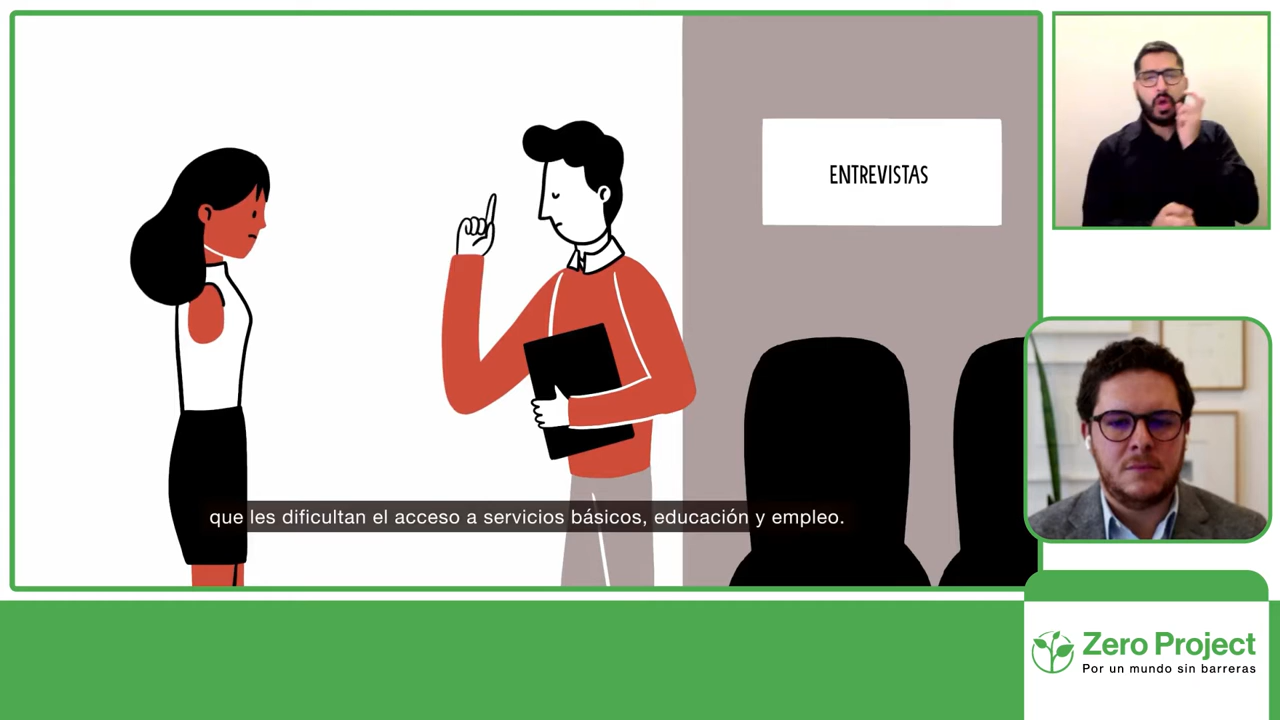 ENTREVISTAS
que les dificultan el acceso a servicios básicos, educación y empleo.
Zero Project
Por un mundo sin barreras